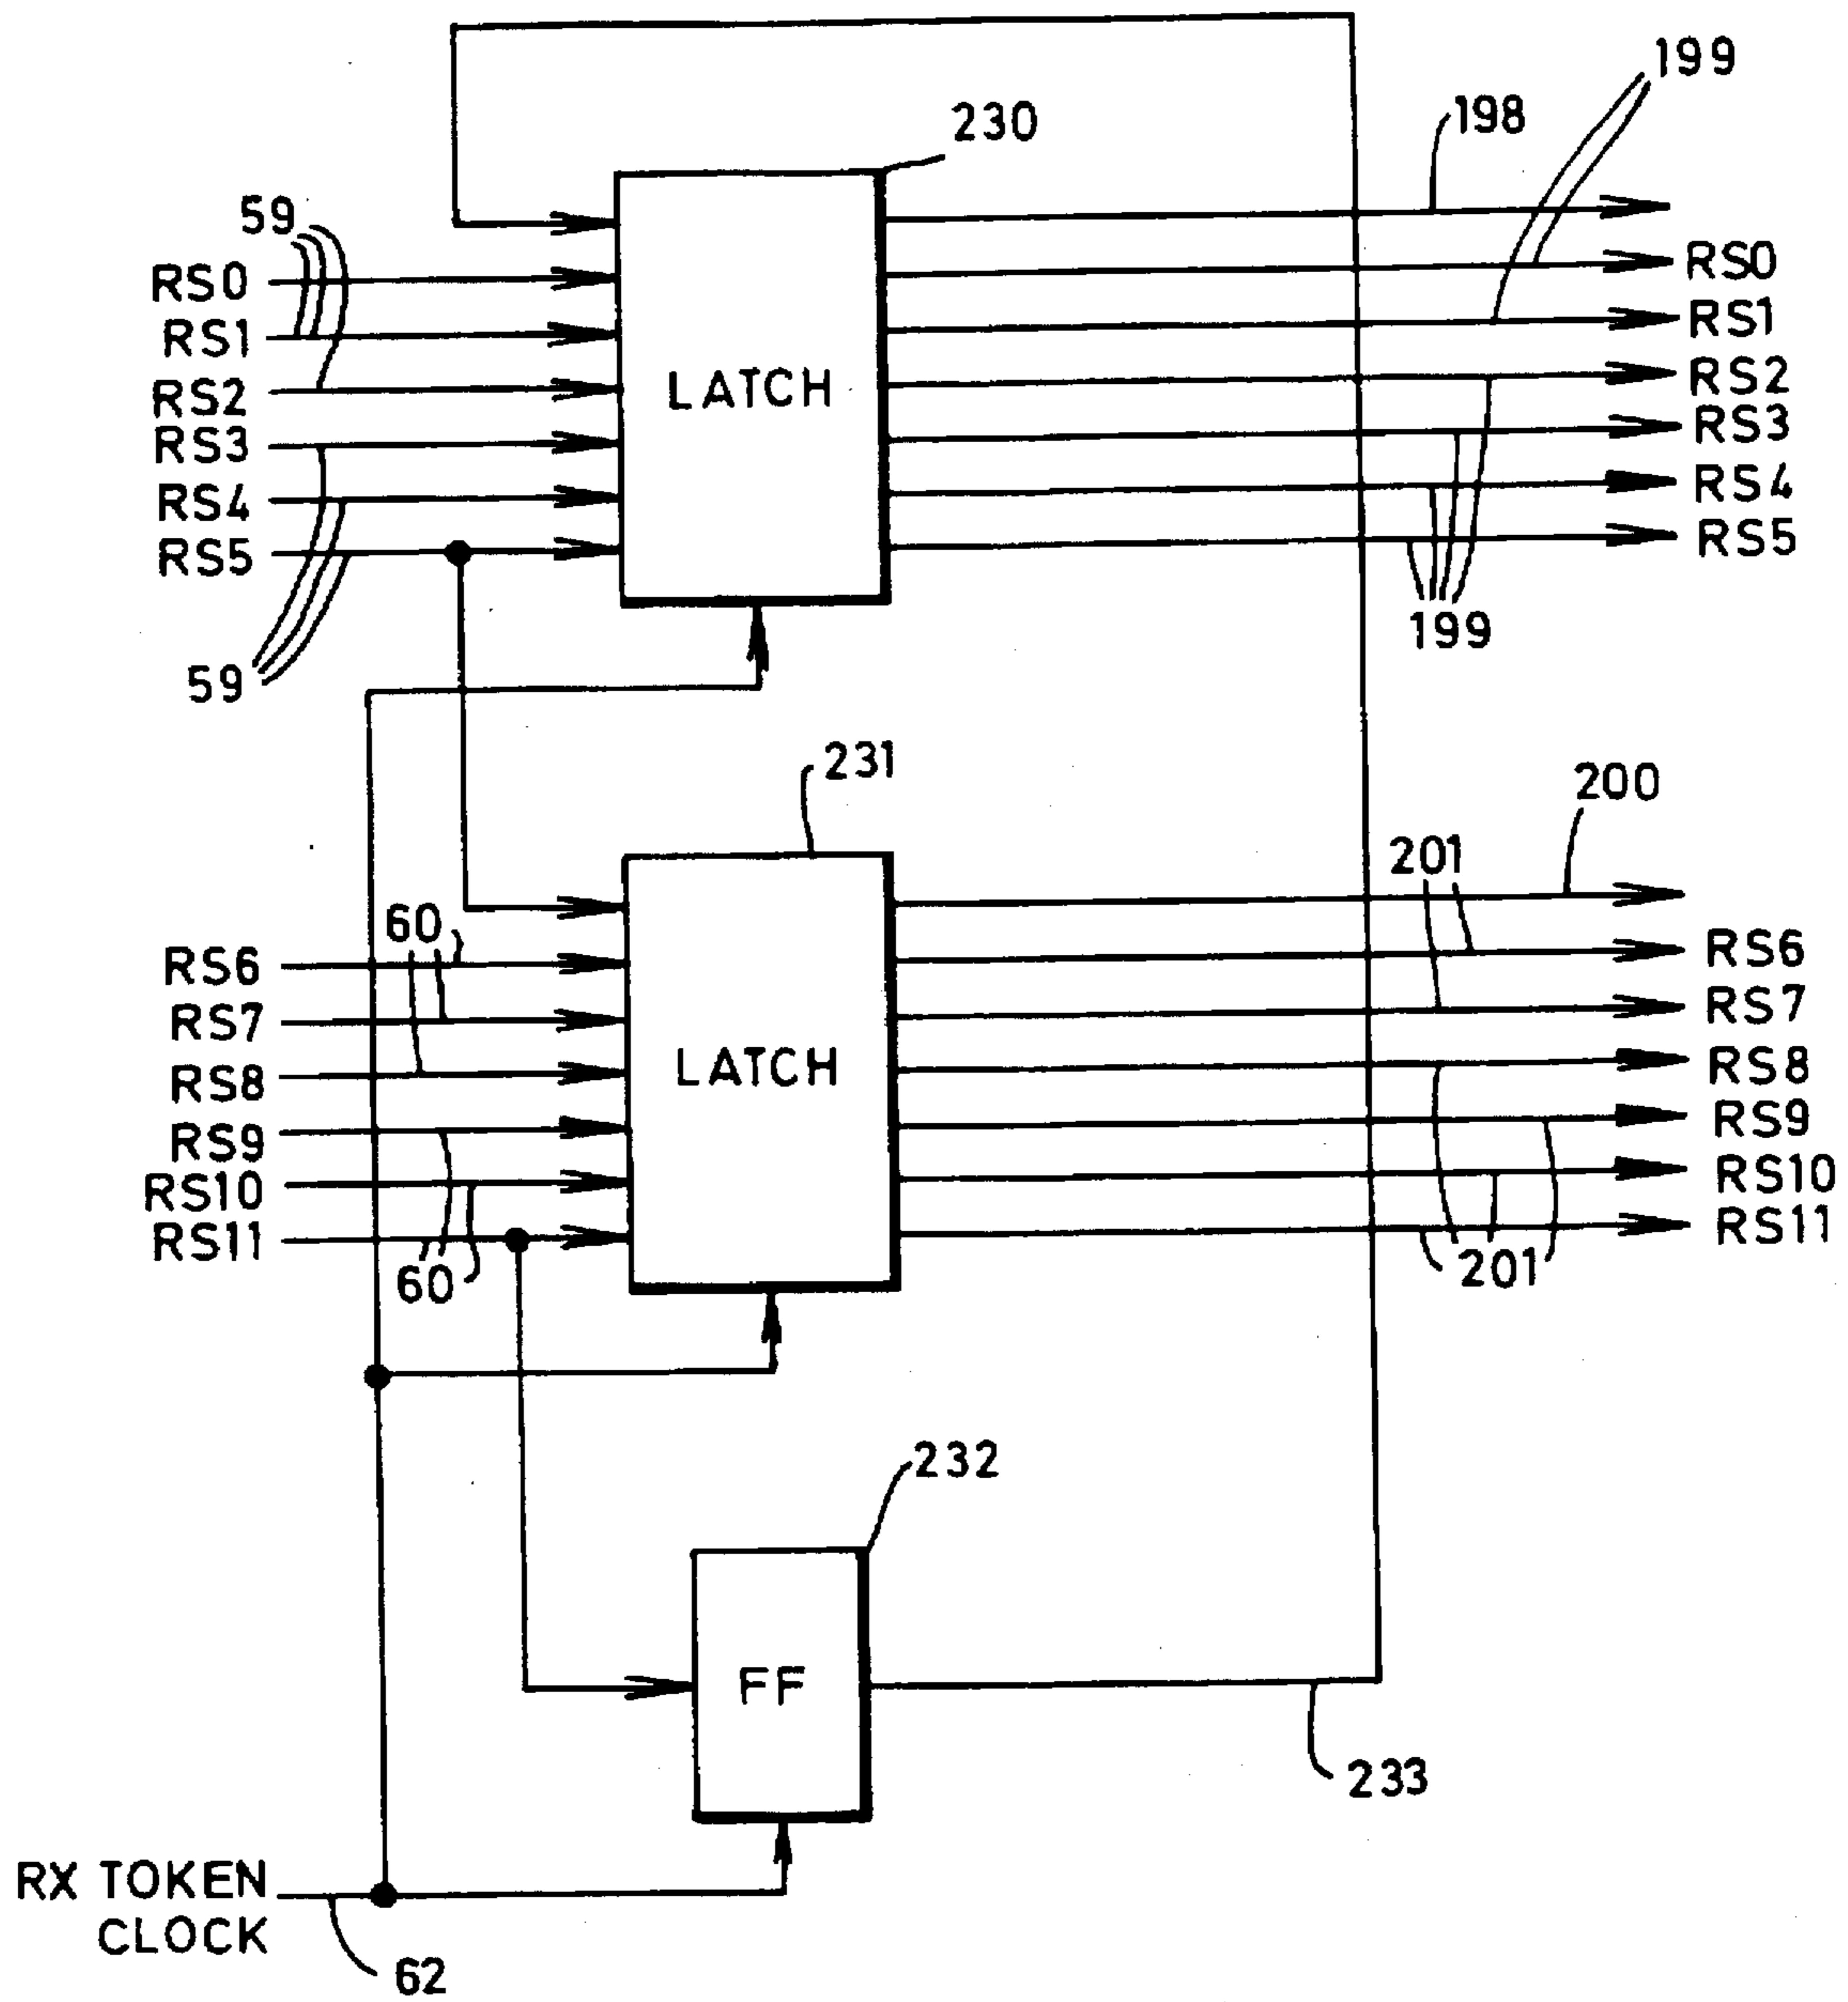 199
198
230
59
RS0
RS0
RS1
RS1
RS2
LATCH
RS2
RS3
RS3
RS4
RS4
RS5
RS5
199
59
231
200
201
60
RS6
RS6
RS7
RS7
RS8
LATCH
RS8
RS9
RS9
RS10
RS10
RS11
RS11
60
201
232
FF
233
RX TOKEN
CLOCK
62